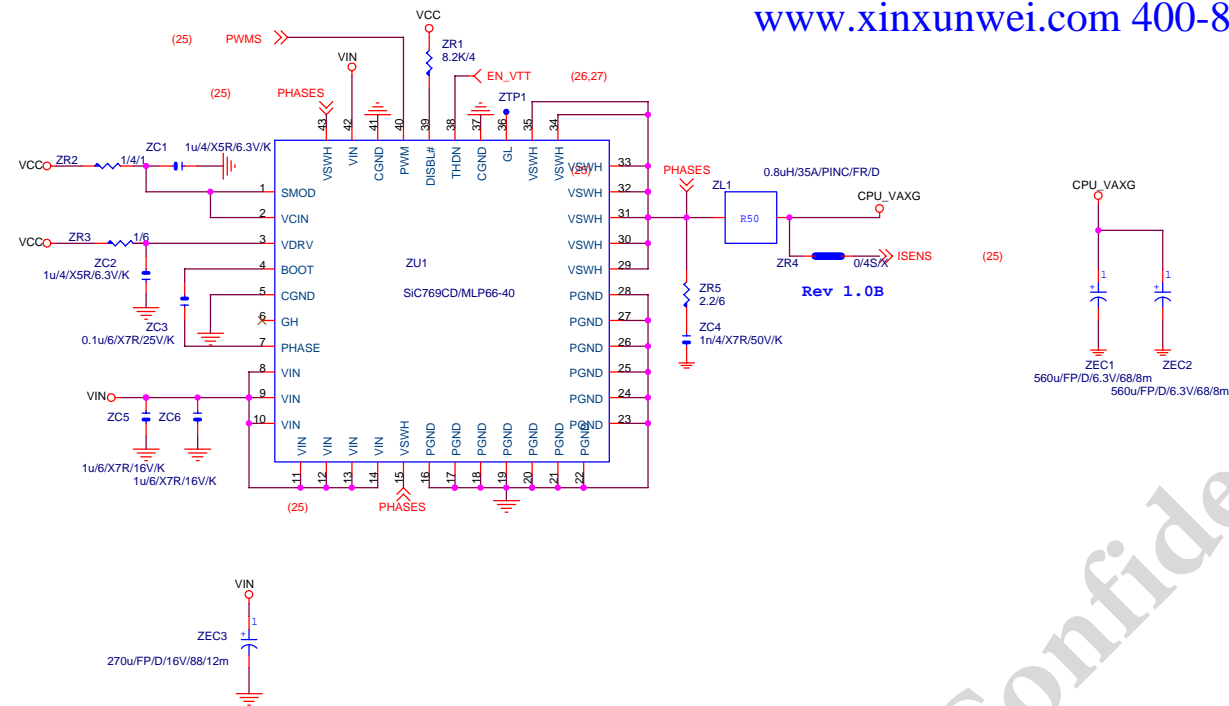 www.xinxunwei.com 400-8
VCC
(25) PWMS
ZR1
8.2K/4
VIN
EN_VTT (26,27)
(25) PHASES
ZTP1
43 42 41 40 39 38 37 36 35 34
VSWH VIN CGND PWM DISBL# THDN CGND GL VSWH VSWH
ZC1 1u/4/X5R/6.3V/K
VCC ZR2 1/4/1
1 SMOD
2 VCIN
VCC ZR3 1/6
3 VDRV
ZC2
1u/4/X5R/6.3V/K
4 BOOT
5 CGND
6 GH
7 PHASE
ZC3
0.1u/6/X7R/25V/K
8 VIN
9 VIN
10 VIN
VIN
ZC5 ZC6
1u/6/X7R/16V/K
1u/6/X7R/16V/K
ZU1
SiC769CD/MLP66-40
VSWH 33
(25)
VSWH 32
VSWH 31
VSWH 30
VSWH 29
PGND 28
PGND 27
PGND 26
PGND 25
PGND 24
PGND 23
VIN VIN VIN VIN VSWH PGND PGND PGND PGND PGND PGND PGND
11 12 13 14 15 16 17 18 19 20 21 22
(25) PHASES
PHASES
ZL1
0.8uH/35A/PINC/FR/D
R50
CPU_VAXG
ZR4 0/4S/X
ISENS (25)
Rev 1.0B
ZR5
2.2/6
ZC4
1n/4/X7R/50V/K
CPU_VAXG
1
+
1
+
ZEC1
560u/FP/D/6.3V/68/8m
ZEC2
560u/FP/D/6.3V/68/8m
VIN
1
+
ZEC3
270u/FP/D/16V/88/12m
Confide